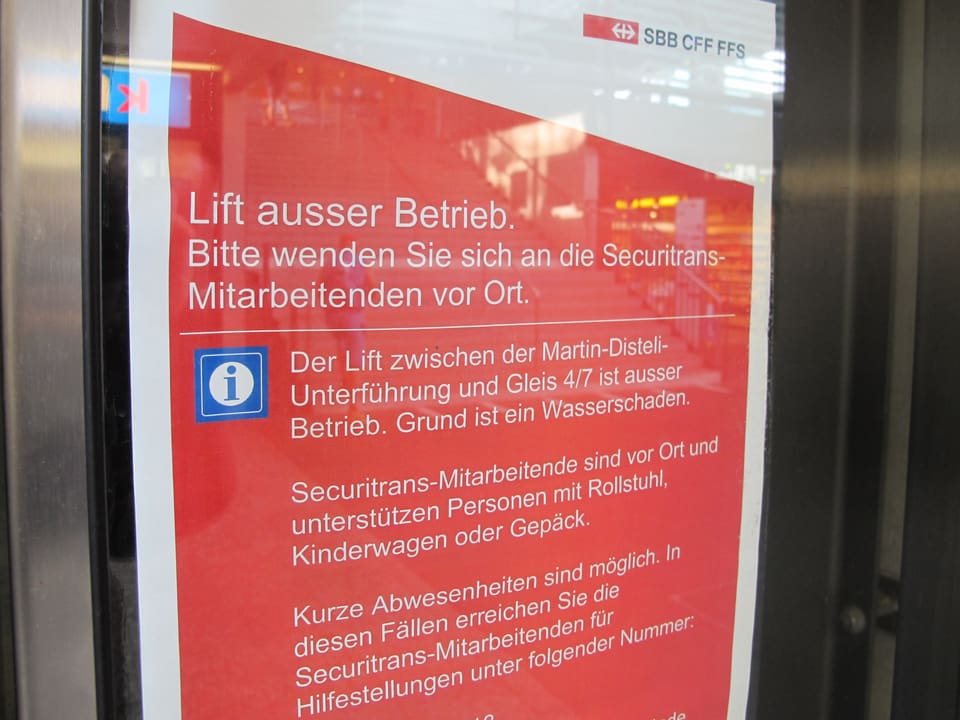 SBB CFF FFS
Lift ausser Betrieb.
Bitte wenden Sie sich an die Securitrans-
Mitarbeitenden vor Ort.
i
Der Lift zwischen der Martin-Disteli-
Unterführung und Gleis 4/7 ist ausser
Betrieb. Grund ist ein Wasserschaden.
Securitrans-Mitarbeitende sind vor Ort und
unterstützen Personen mit Rollstuhl,
Kinderwagen oder Gepäck.
Kurze Abwesenheiten sind möglich. In
diesen Fällen erreichen Sie die
Securitrans-Mitarbeitenden für
Hilfestellungen unter folgender Nummer: